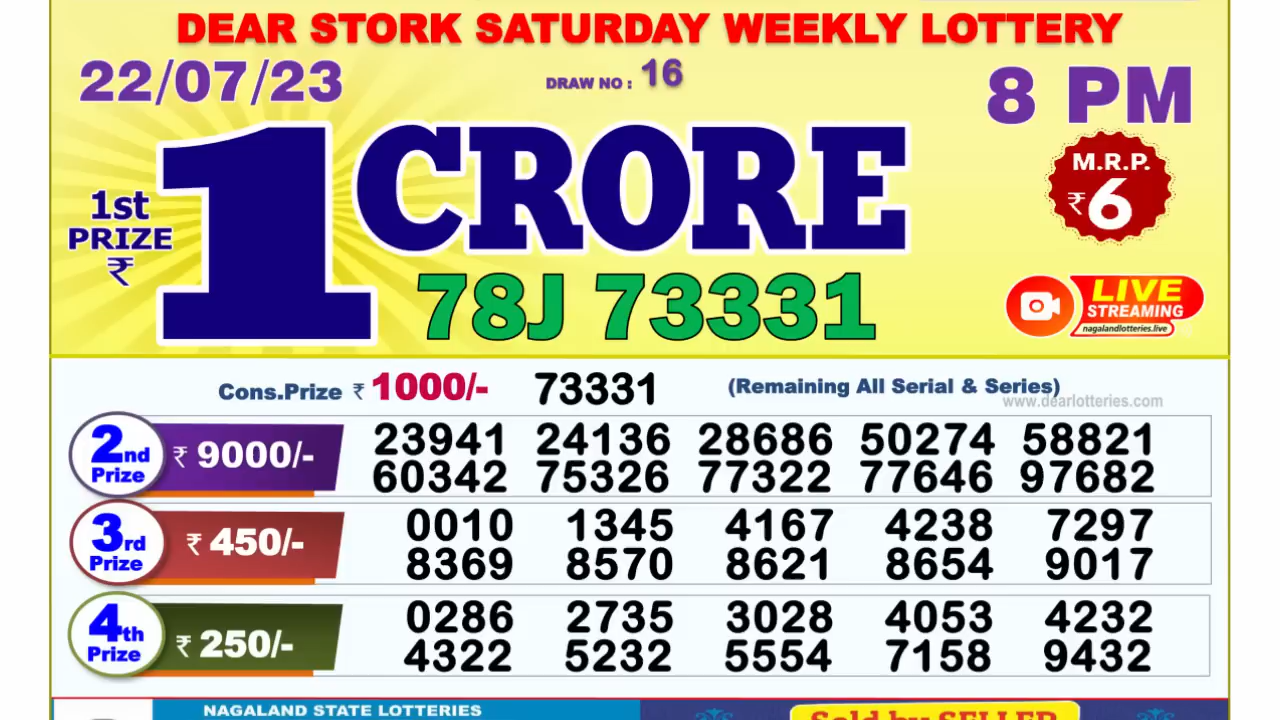 DEAR STORK SATURDAY WEEKLY LOTTERY
22/07/23 DRAW NO : 16 8 PM
1st PRIZE ₹ 1 CRORE
M.R.P. ₹6
78J 73331
LIVE STREAMING
nagalandlotteries.live
Cons.Prize ₹ 1000/- 73331 (Remaining All Serial & Series)
www.dearlotteries.com
2nd Prize ₹ 9000/-
23941 24136 28686 50274 58821
60342 75326 77322 77646 97682
3rd Prize ₹ 450/-
0010 1345 4167 4238 7297
8369 8570 8621 8654 9017
4th Prize ₹ 250/-
0286 2735 3028 4053 4232
4322 5232 5554 7158 9432
NAGALAND STATE LOTTERIES
Sold by SELLER